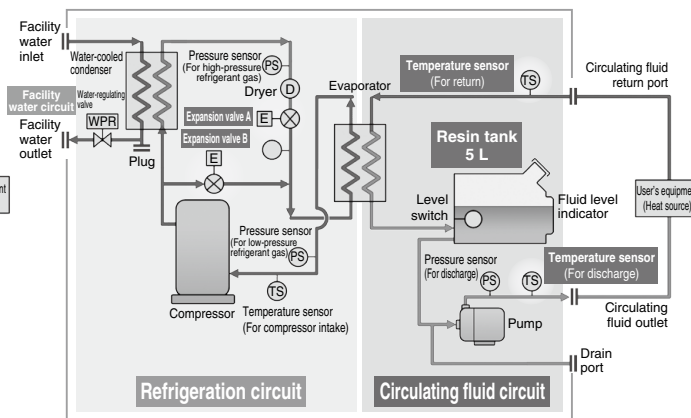 Facility
water
inlet
Water-cooled
condenser
Pressure sensor
(For high-pressure
refrigerant gas)
PS
Dryer
D
Evaporator
Temperature sensor
(For return)
TS
Circulating fluid
return port
Facility
water circuit
Water-regulating
valve
WPR
Facility
water
outlet
Plug
Expansion valve A
E
Expansion valve B
E
Resin tank
5 L
Level
switch
Fluid level
indicator
User's equipme
(Heat source)
Pressure sensor
(For low-pressure
refrigerant gas)
PS
TS
Compressor
Temperature sensor
(For compressor intake)
Pressure sensor
(For discharge)
PS
TS
Temperature sensor
(For discharge)
Pump
Circulating
fluid outlet
Drain
port
Refrigeration circuit
Circulating fluid circuit